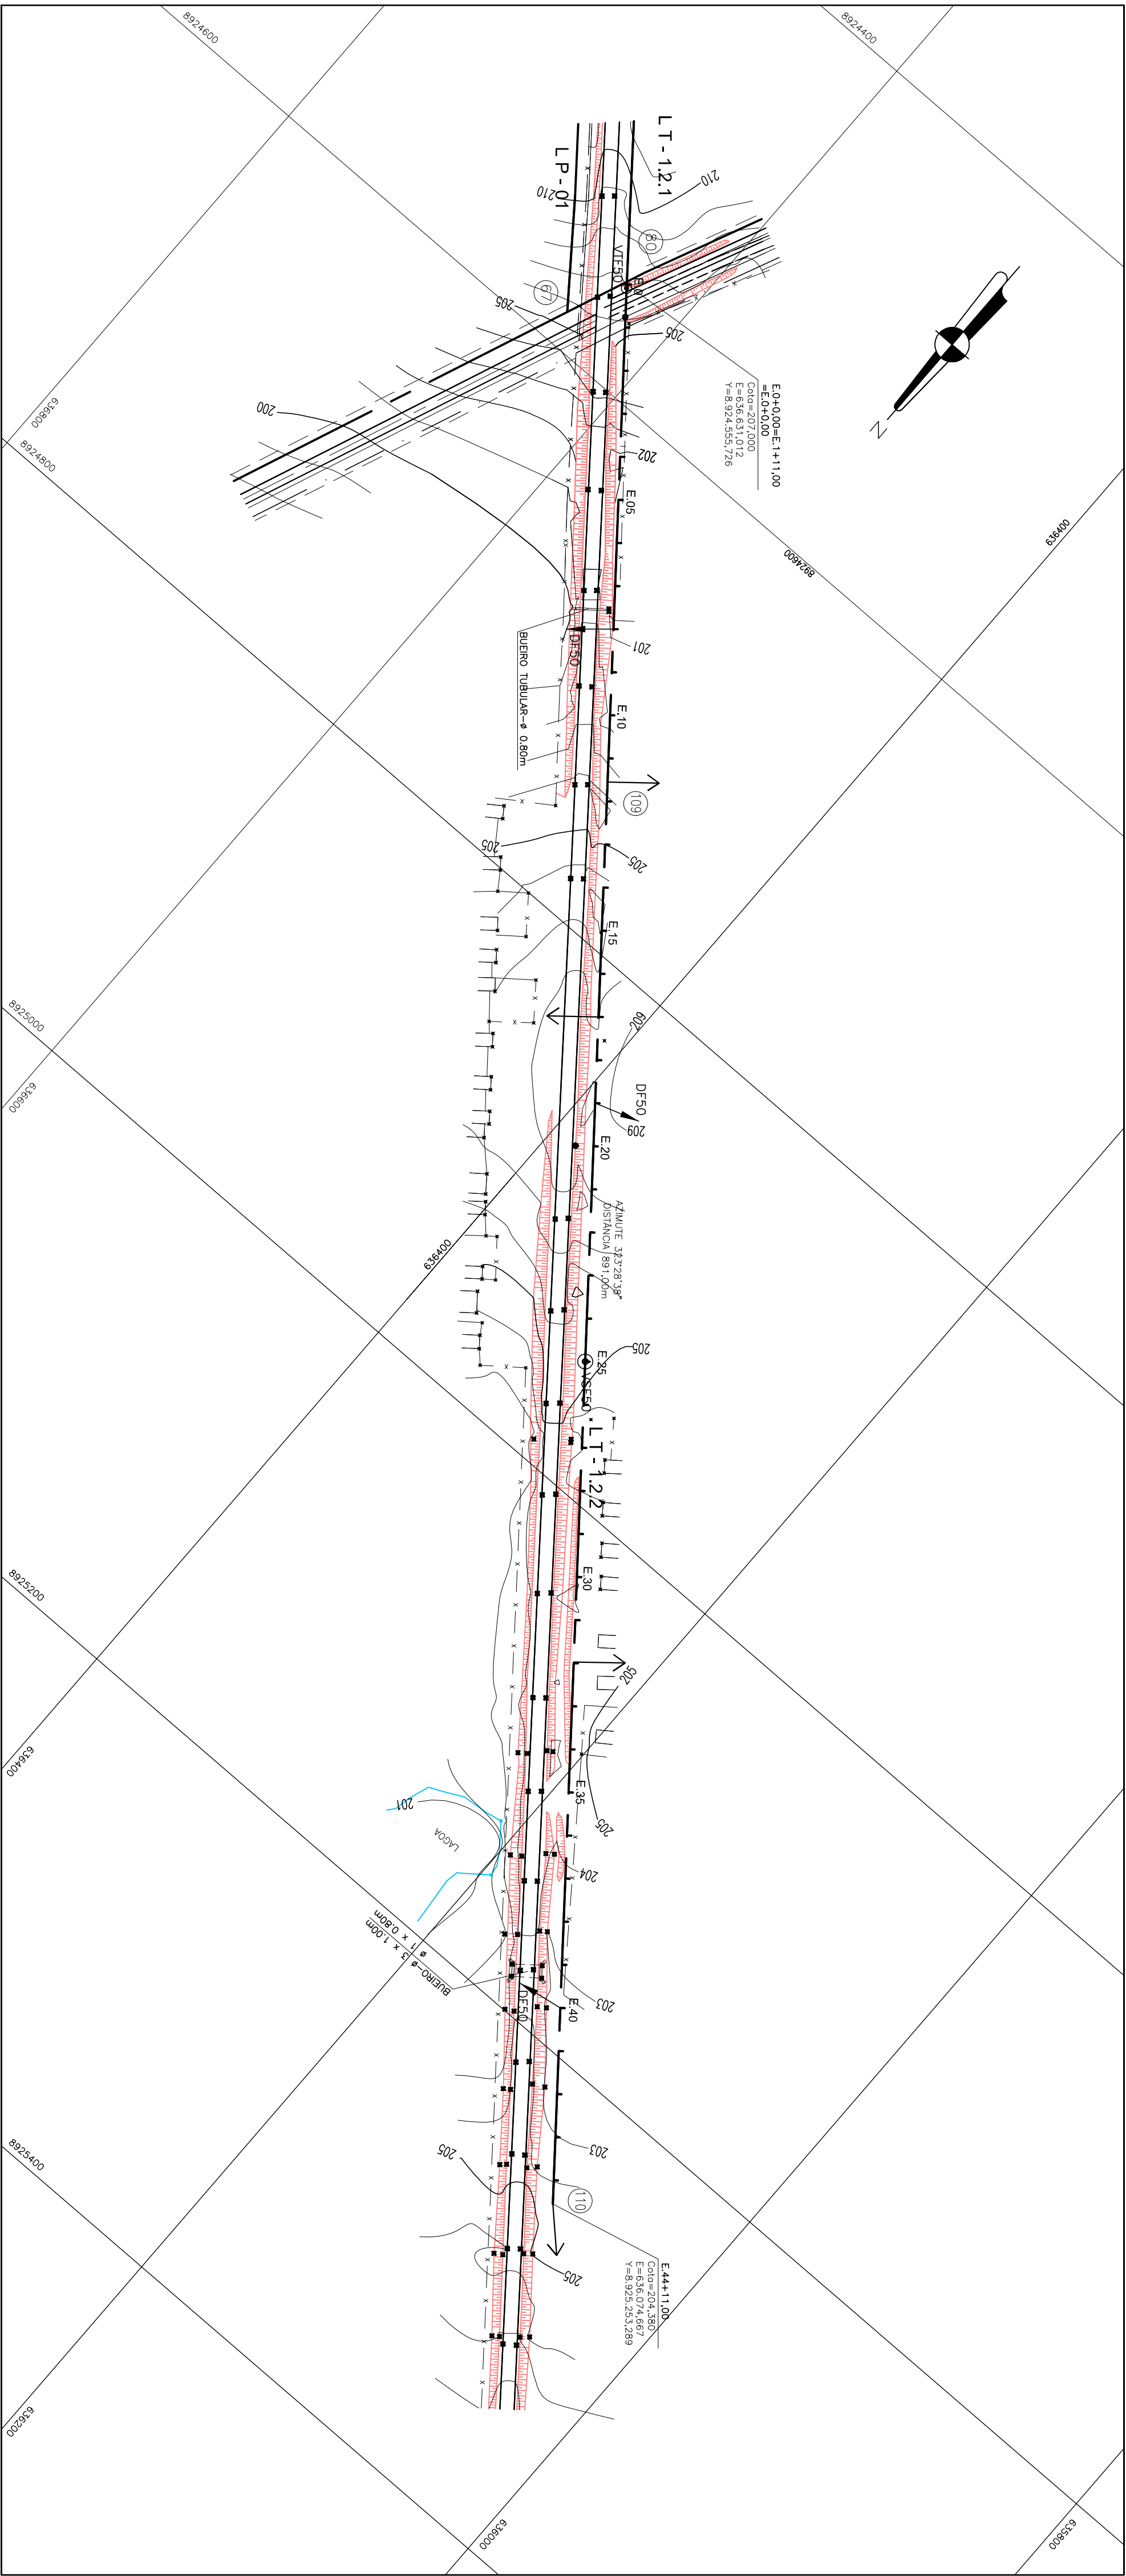 8924600
8924400
L T - 1.2.1
L P - 01
210
210
80
VTF50
E.0
67
205
205
E.0+0,00=E.1+11,00
=E.0+0,00
Cota=207,000
E=636.631,012
Y=8.924.555,726
N
636800
8924800
200
202
E.05
8924600
636400
201
DF50
BUEIRO TUBULAR-ø 0.80m
E.10
109
205
205
E.15
8925000
636600
209
DF50
209
E.20
AZIMUTE 323°28'38"
DISTÂNCIA 891,00m
636400
205
E.25
VSF50
L T - 1.2.2
E.30
8925200
205
636400
E.35
205
201
LAGOA
204
BUEIRO-ø 3 x 1.00m
ø 1 x 0.80m
203
E.40
DF50
203
205
8925400
110
205
E.44+11,00
Cota=204,380
E=636.074,667
Y=8.925.253,289
636200
636000
635800